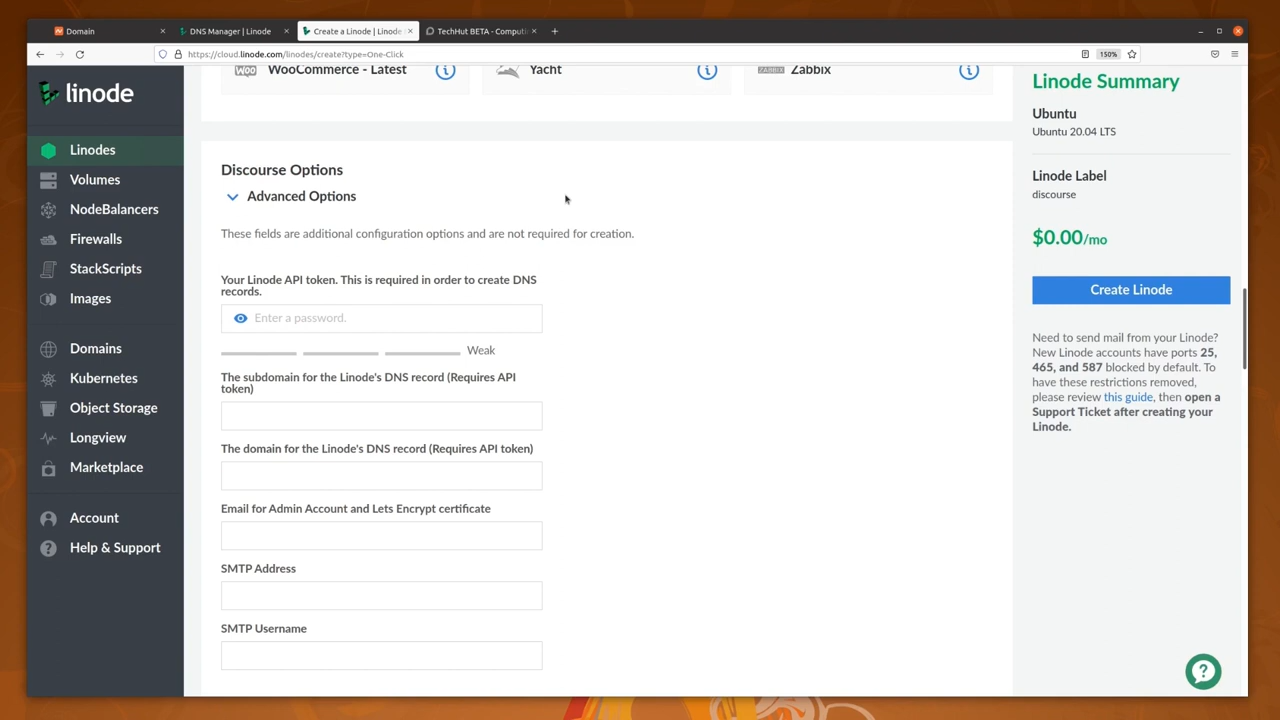 Domain
DNS Manager | Linode
Create a Linode | Linode
TechHut BETA - Computi
https://cloud.linode.com/linodes/create?type=One-Click
150%
linode
Linodes
Volumes
NodeBalancers
Firewalls
StackScripts
Images
Domains
Kubernetes
Object Storage
Longview
Marketplace
Account
Help & Support
WOO
WooCommerce - Latest
Yacht
ZABBIX
Zabbix
Discourse Options
Advanced Options
These fields are additional configuration options and are not required for creation.
Your Linode API token. This is required in order to create DNS
records.
Enter a password.
Weak
The subdomain for the Linode's DNS record (Requires API
token)
The domain for the Linode's DNS record (Requires API token)
Email for Admin Account and Lets Encrypt certificate
SMTP Address
SMTP Username
Linode Summary
Ubuntu
Ubuntu 20.04 LTS
Linode Label
discourse
$0.00/mo
Create Linode
Need to send mail from your Linode?
New Linode accounts have ports 25,
465, and 587 blocked by default. To
have these restrictions removed,
please review this guide, then open a
Support Ticket after creating your
Linode.